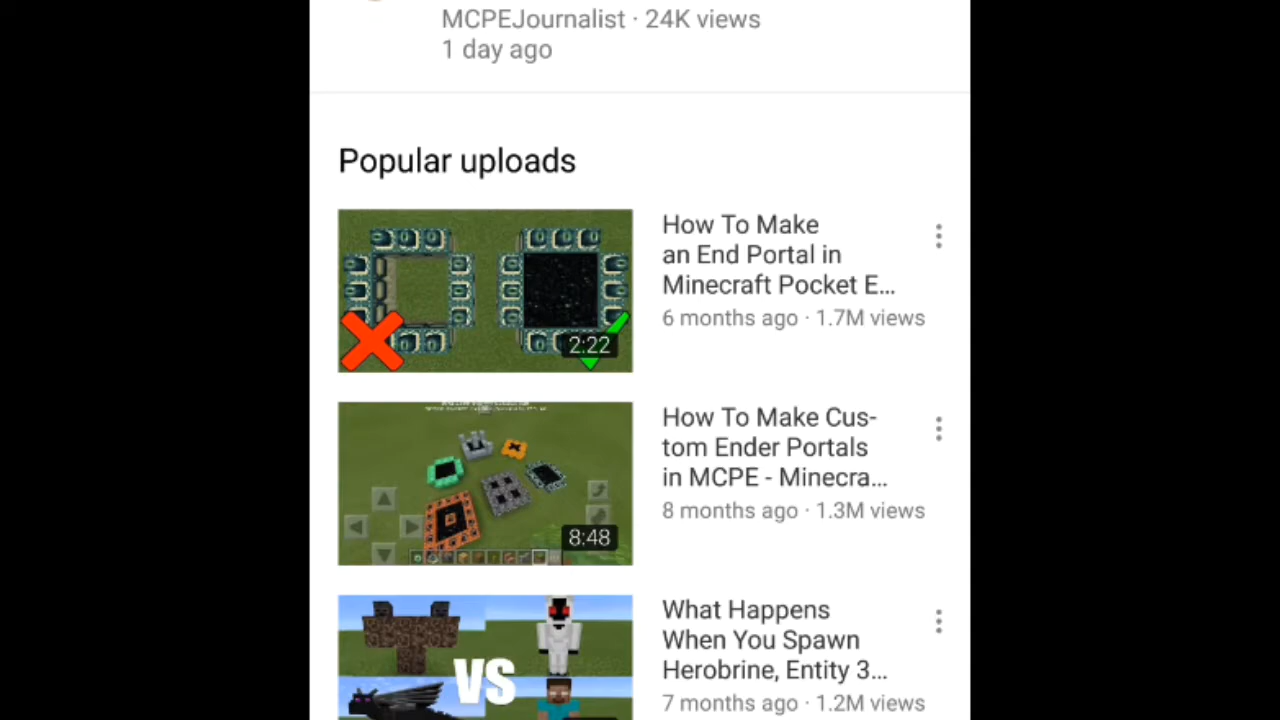 MCPEJournalist · 24K views
1 day ago
Popular uploads
How To Make
an End Portal in
Minecraft Pocket E...
6 months ago · 1.7M views
2:22
How To Make Cus-
tom Ender Portals
in MCPE - Minecra...
8 months ago · 1.3M views
8:48
What Happens
When You Spawn
Herobrine, Entity 3...
7 months ago · 1.2M views
VS